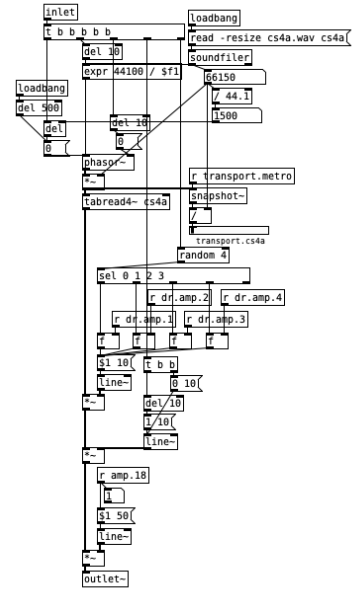 inlet
loadbang
t b b b b b
read -resize cs4a.wav cs4a
del 10
soundfiler
expr 44100 / $f1
66150
loadbang
/ 44.1
del 500
1500
del
del 10
0
0
phasor~
*~
r transport.metro
snapshot~
tabread4~ cs4a
/
transport.cs4a
random 4
sel 0 1 2 3
r dr.amp.2
r dr.amp.4
r dr.amp.1
r dr.amp.3
f
f
f
f
$1 10
t b b
line~
0 10
*~
del 10
1 10
line~
*~
r amp.18
1
$1 50
line~
*~
outlet~